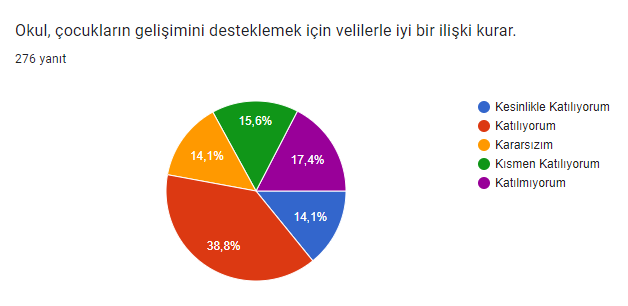 Okul, çocukların gelişimini desteklemek için velilerle iyi bir ilişki kurar.
276 yanıt
Kesinlikle Katılıyorum
Katılıyorum
Kararsızım
Kısmen Katılıyorum
Katılmıyorum
15,6%
17,4%
14,1%
14,1%
38,8%